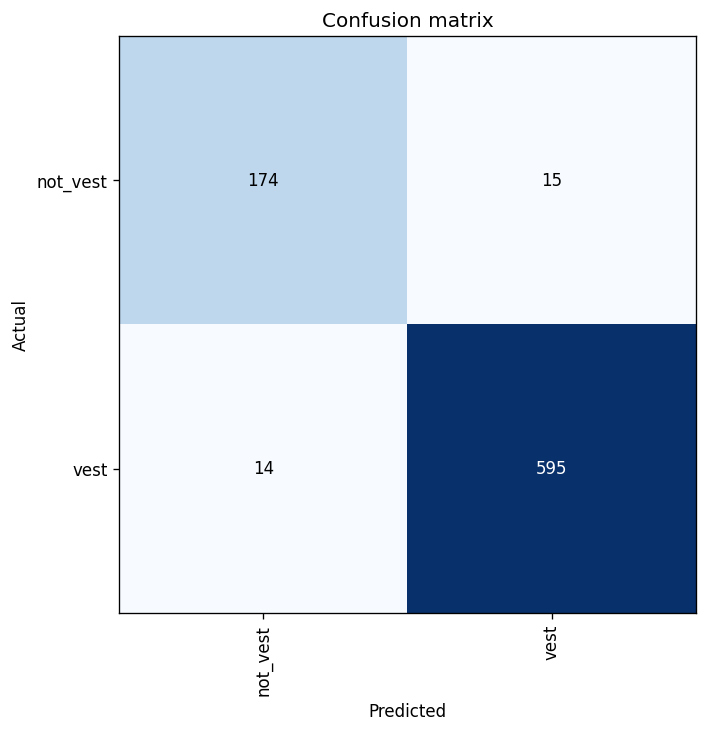 Confusion matrix
not_vest
174
15
Actual
vest
14
595
not_vest
vest
Predicted